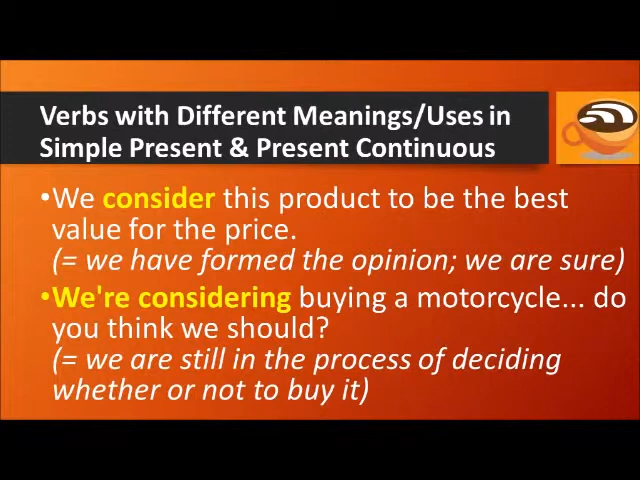 Verbs with Different Meanings/Uses in
Simple Present & Present Continuous
•We consider this product to be the best
value for the price.
(= we have formed the opinion; we are sure)
•We're considering buying a motorcycle... do
you think we should?
(= we are still in the process of deciding
whether or not to buy it)